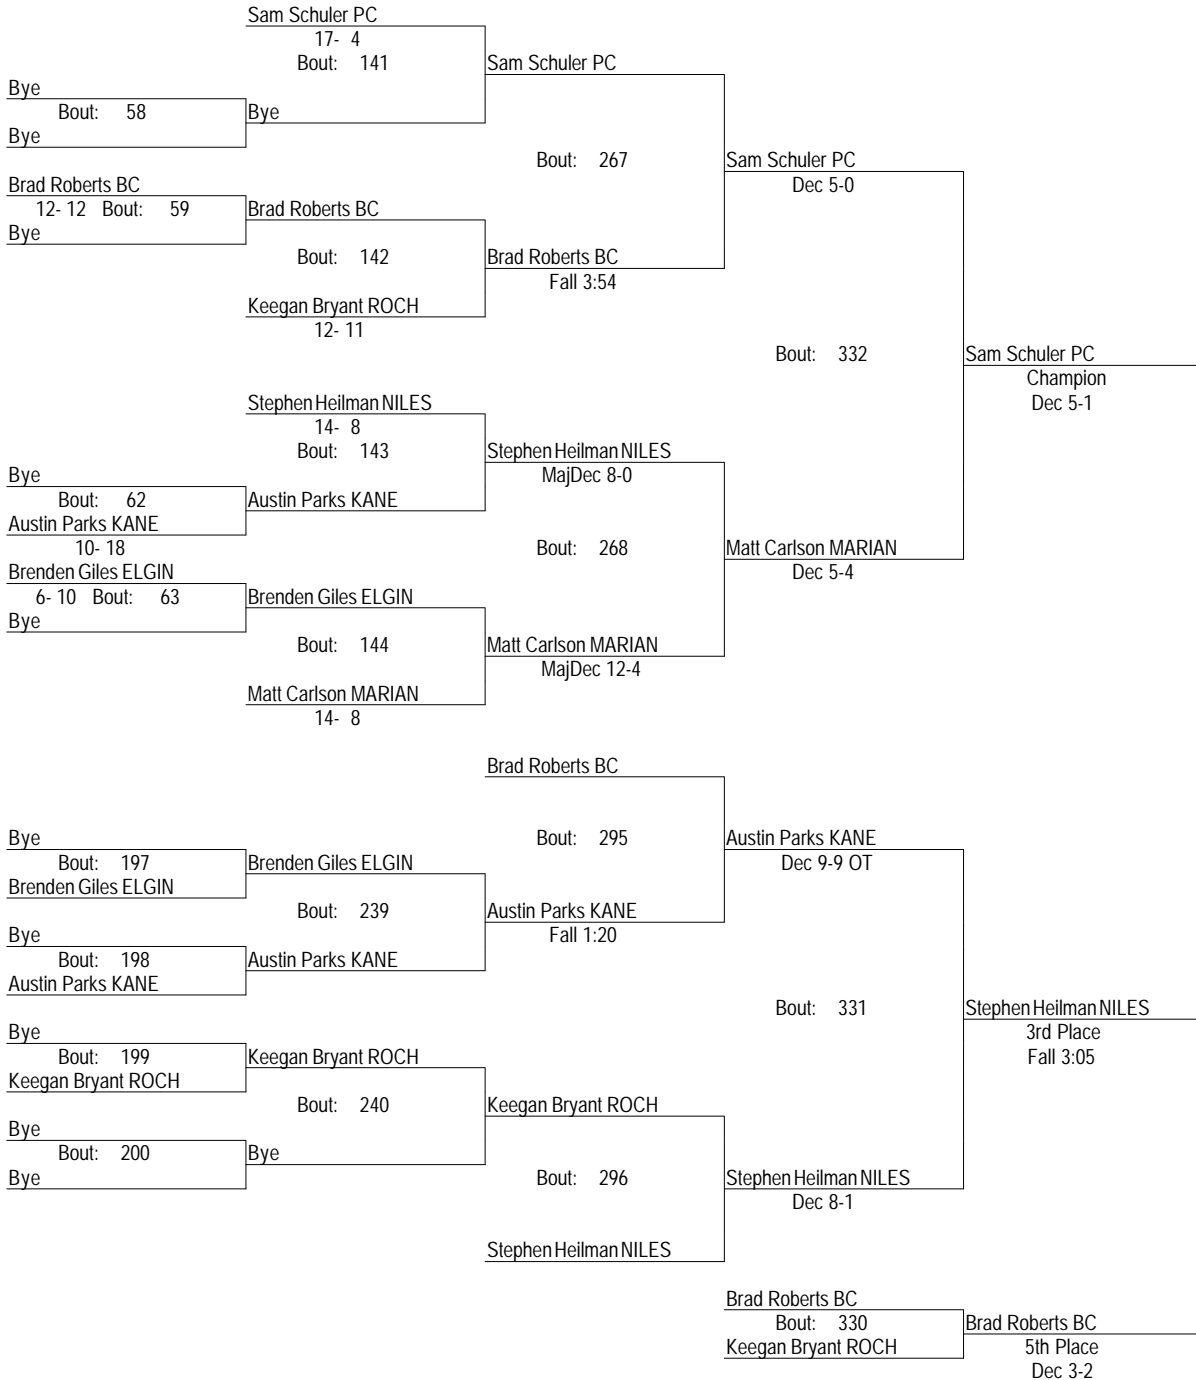 Sam Schuler PC
17- 4
Bout: 141
Sam Schuler PC
Bye
Bout: 58
Bye
Bye
Bout: 267
Sam Schuler PC
Dec 5-0
Brad Roberts BC
12- 12 Bout: 59
Brad Roberts BC
Bye
Bout: 142
Brad Roberts BC
Fall 3:54
Keegan Bryant ROCH
12- 11
Bout: 332
Sam Schuler PC
Champion
Dec 5-1
Stephen Heilman NILES
14- 8
Bout: 143
Stephen Heilman NILES
MajDec 8-0
Bye
Bout: 62
Austin Parks KANE
Austin Parks KANE
10- 18
Bout: 268
Matt Carlson MARIAN
Dec 5-4
Brenden Giles ELGIN
6- 10 Bout: 63
Brenden Giles ELGIN
Bye
Bout: 144
Matt Carlson MARIAN
MajDec 12-4
Matt Carlson MARIAN
14- 8
Brad Roberts BC
Bye
Bout: 295
Austin Parks KANE
Dec 9-9 OT
Bout: 197
Brenden Giles ELGIN
Brenden Giles ELGIN
Bout: 239
Austin Parks KANE
Fall 1:20
Bye
Bout: 198
Austin Parks KANE
Austin Parks KANE
Bout: 331
Stephen Heilman NILES
3rd Place
Fall 3:05
Bye
Bout: 199
Keegan Bryant ROCH
Keegan Bryant ROCH
Bout: 240
Keegan Bryant ROCH
Bye
Bout: 200
Bye
Bye
Bout: 296
Stephen Heilman NILES
Dec 8-1
Stephen Heilman NILES
Brad Roberts BC
Bout: 330
Brad Roberts BC
Keegan Bryant ROCH
5th Place
Dec 3-2